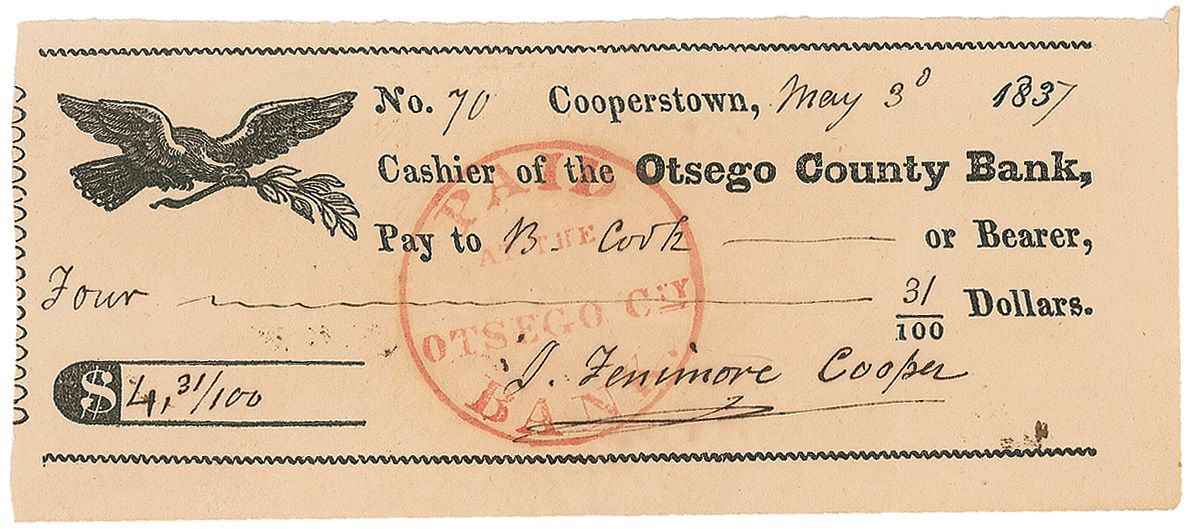 No. 70 Cooperstown, May 3d 1837
Cashier of the Otsego County Bank,
Pay to B. Cook or Bearer,
Four 31/100 Dollars.
$ 4,31/100
J. Fenimore Cooper
PAID
AT THE
OTSEGO C'TY
BANK.